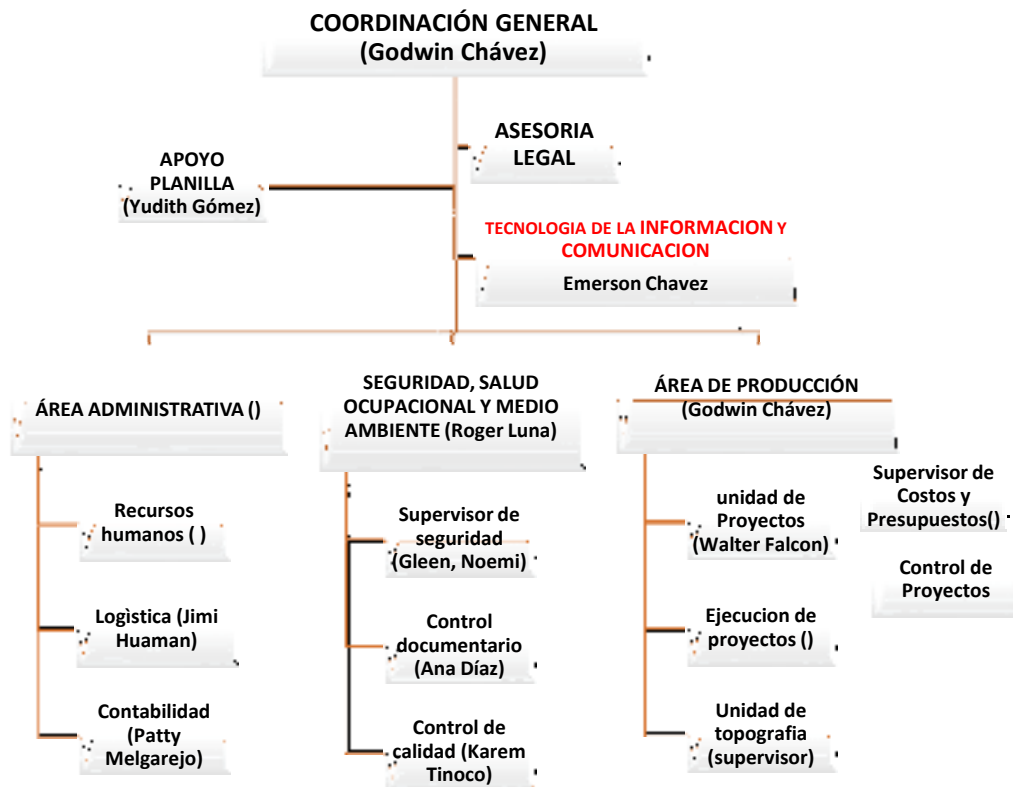 COORDINACIÓN GENERAL
(Godwin Chávez)
ASESORIA
LEGAL
APOYO
PLANILLA
(Yudith Gómez)
TECNOLOGIA DE LA INFORMACION Y
COMUNICACION
Emerson Chavez
ÁREA ADMINISTRATIVA ()
Recursos
humanos ( )
Logìstica (Jimi
Huaman)
Contabilidad
(Patty
Melgarejo)
SEGURIDAD, SALUD
OCUPACIONAL Y MEDIO
AMBIENTE (Roger Luna)
Supervisor de
seguridad
(Gleen, Noemi)
Control
documentario
(Ana Díaz)
Control de
calidad (Karem
Tinoco)
ÁREA DE PRODUCCIÓN
(Godwin Chávez)
unidad de
Proyectos
(Walter Falcon)
Ejecucion de
proyectos ()
Unidad de
topografia
(supervisor)
Supervisor de
Costos y
Presupuestos()
Control de
Proyectos